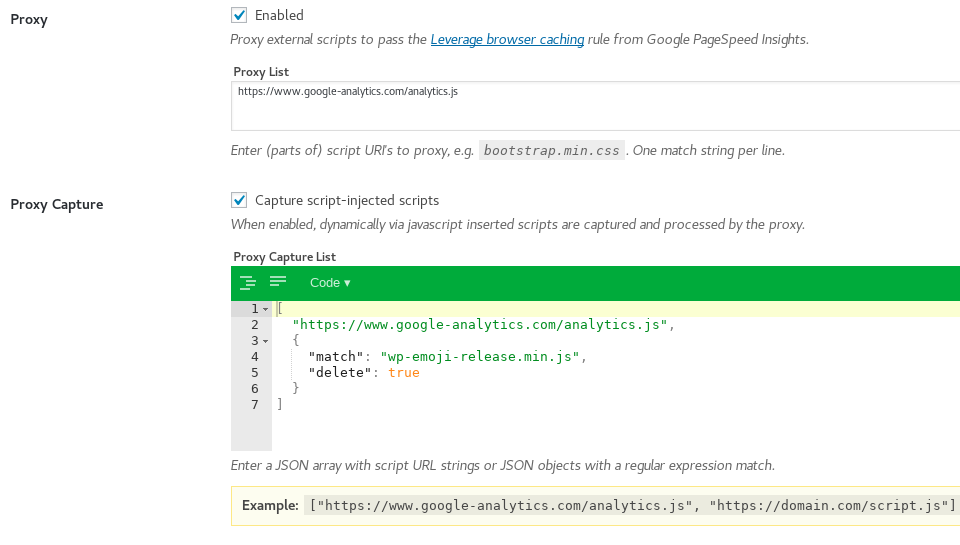 Proxy
Enabled
Proxy external scripts to pass the Leverage browser caching rule from Google PageSpeed Insights.
Proxy List
https://www.google-analytics.com/analytics.js
Enter (parts of) script URI's to proxy, e.g. bootstrap.min.css . One match string per line.
Proxy Capture
Capture script-injected scripts
When enabled, dynamically via javascript inserted scripts are captured and processed by the proxy.
Proxy Capture List
Code ▾
1 [
2 "https://www.google-analytics.com/analytics.js",
3 {
4 "match": "wp-emoji-release.min.js",
5 "delete": true
6 }
7 ]
Enter a JSON array with script URL strings or JSON objects with a regular expression match.
Example: ["https://www.google-analytics.com/analytics.js", "https://domain.com/script.js"]